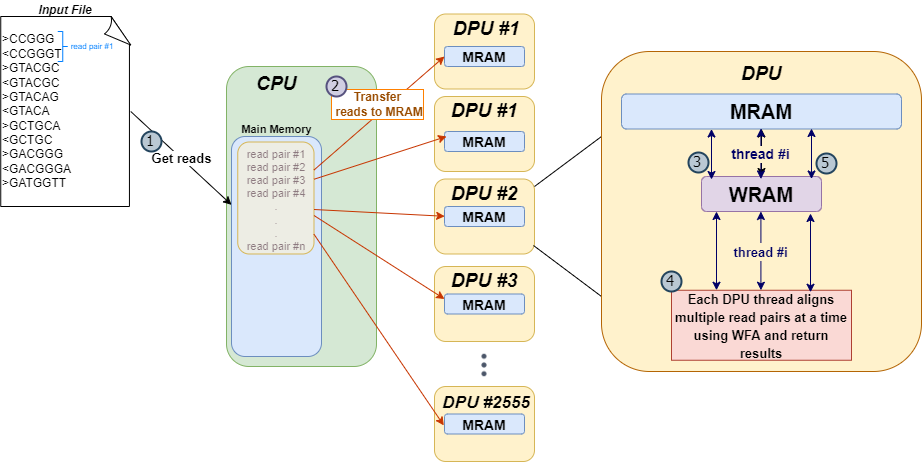 Input File
>CCGGG
<CCGGGT
read pair #1
>GTACGC
<GTACGC
>GTACAG
<GTACA
>GCTGCA
<GCTGC
>GACGGG
<GACGGGA
>GATGGTT
1
Get reads
CPU
Main Memory
read pair #1
read pair #2
read pair #3
read pair #4
.
.
.
read pair #n
2
Transfer
reads to MRAM
DPU #1
MRAM
DPU #1
MRAM
DPU #2
MRAM
DPU #3
MRAM
DPU #2555
MRAM
DPU
MRAM
3
thread #i
5
WRAM
thread #i
4
Each DPU thread aligns
multiple read pairs at a time
using WFA and return
results